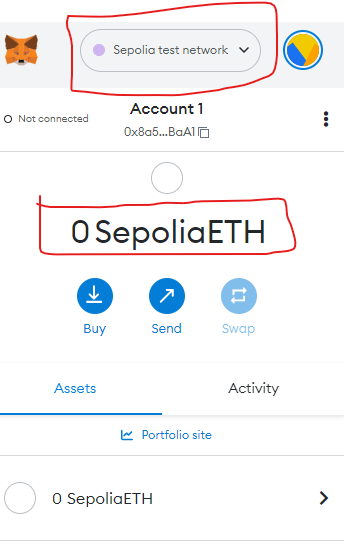 Sepolia test network
Account 1
Not connected
0x8a5...BaA1
0 SepoliaETH
Buy
Send
Swap
Assets
Activity
Portfolio site
0 SepoliaETH